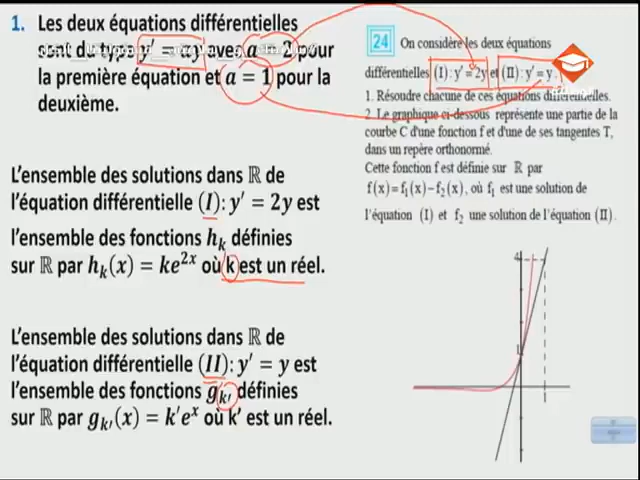 1. Les deux équations différentielles
sont du type y' = ay avec a = 2 pour
la première équation et a = 1 pour la
deuxième.
L'ensemble des solutions dans ℝ de
l'équation différentielle (I): y' = 2y est
l'ensemble des fonctions hₖ définies
sur ℝ par hₖ(x) = ke²ˣ où k est un réel.
L'ensemble des solutions dans ℝ de
l'équation différentielle (II): y' = y est
l'ensemble des fonctions gₖ' définies
sur ℝ par gₖ'(x) = k'eˣ où k' est un réel.
24 On considère les deux équations
différentielles (I): y' = 2y et (II): y' = y.
1. Résoudre chacune de ces équations différentielles.
2. Le graphique ci-dessous représente une partie de la
courbe C d'une fonction f et d'une de ses tangentes T,
dans un repère orthonormé.
Cette fonction f est définie sur ℝ par
f(x)=f₁(x)−f₂(x), où f₁ est une solution de
l'équation (I) et f₂ une solution de l'équation (II).
4
1